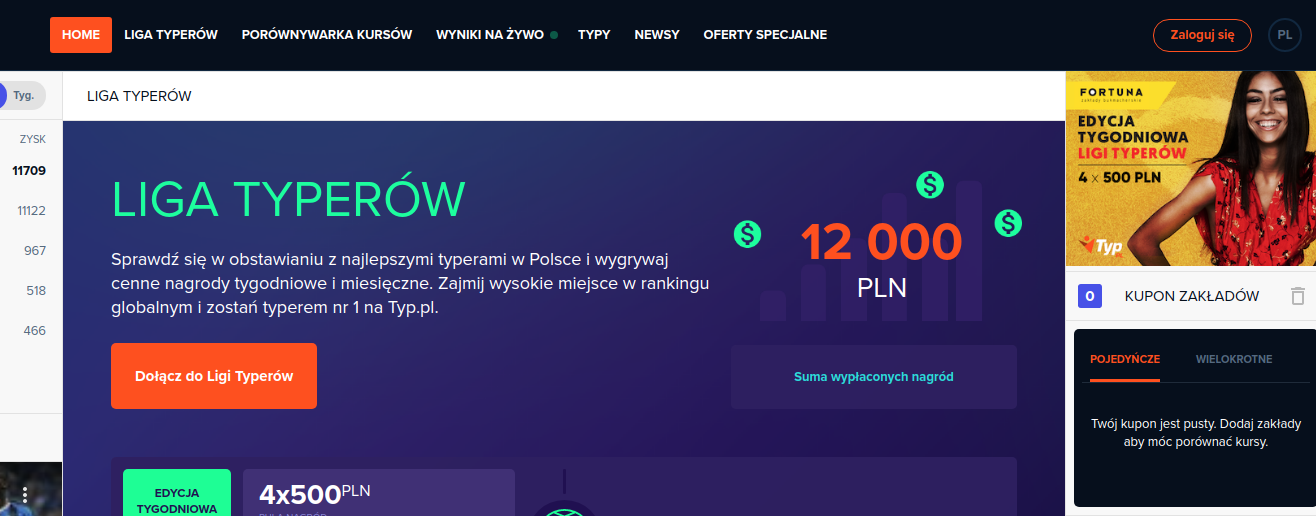 HOME LIGA TYPERÓW PORÓWNYWARKA KURSÓW WYNIKI NA ŻYWO TYPY NEWSY OFERTY SPECJALNE Zaloguj się PL
Tyg.
ZYSK
11709
11122
967
518
466
LIGA TYPERÓW
LIGA TYPERÓW
Sprawdź się w obstawianiu z najlepszymi typerami w Polsce i wygrywaj
cenne nagrody tygodniowe i miesięczne. Zajmij wysokie miejsce w rankingu
globalnym i zostań typerem nr 1 na Typ.pl.
Dołącz do Ligi Typerów
12 000
PLN
Suma wypłaconych nagród
EDYCJA
TYGODNIOWA
4x500PLN
FORTUNA
zakłady bukmacherskie
EDYCJA
TYGODNIOWA
LIGI TYPERÓW
4 x 500 PLN
Typ
0 KUPON ZAKŁADÓW
POJEDYŃCZE WIELOKROTNE
Twój kupon jest pusty. Dodaj zakłady
aby móc porównać kursy.